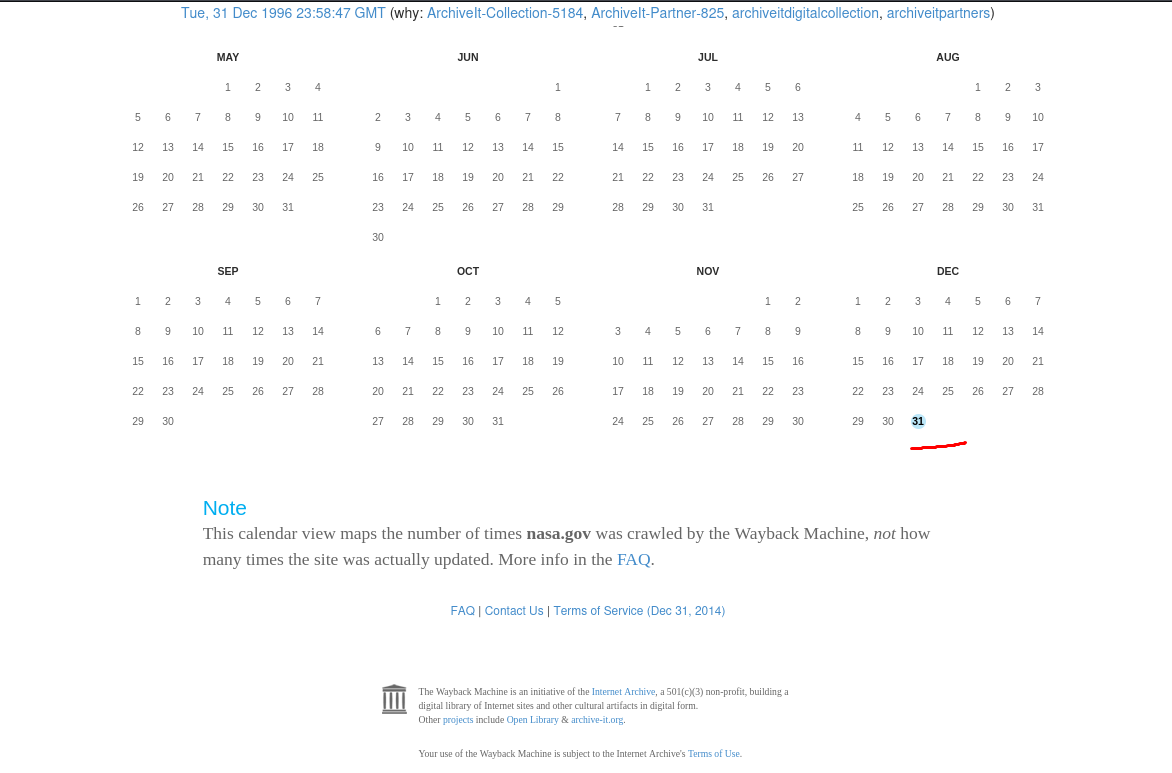 Tue, 31 Dec 1996 23:58:47 GMT (why: ArchiveIt-Collection-5184, ArchiveIt-Partner-825, archiveitdigitalcollection, archiveitpartners)
MAY JUN JUL AUG
1 2 3 4 1 1 2 3 4 5 6 1 2 3
5 6 7 8 9 10 11 2 3 4 5 6 7 8 7 8 9 10 11 12 13 4 5 6 7 8 9 10
12 13 14 15 16 17 18 9 10 11 12 13 14 15 14 15 16 17 18 19 20 11 12 13 14 15 16 17
19 20 21 22 23 24 25 16 17 18 19 20 21 22 21 22 23 24 25 26 27 18 19 20 21 22 23 24
26 27 28 29 30 31 23 24 25 26 27 28 29 28 29 30 31 25 26 27 28 29 30 31
30
SEP OCT NOV DEC
1 2 3 4 5 6 7 1 2 3 4 5 1 2 1 2 3 4 5 6 7
8 9 10 11 12 13 14 6 7 8 9 10 11 12 3 4 5 6 7 8 9 8 9 10 11 12 13 14
15 16 17 18 19 20 21 13 14 15 16 17 18 19 10 11 12 13 14 15 16 15 16 17 18 19 20 21
22 23 24 25 26 27 28 20 21 22 23 24 25 26 17 18 19 20 21 22 23 22 23 24 25 26 27 28
29 30 27 28 29 30 31 24 25 26 27 28 29 30 29 30 31
Note
This calendar view maps the number of times nasa.gov was crawled by the Wayback Machine, not how
many times the site was actually updated. More info in the FAQ.
FAQ | Contact Us | Terms of Service (Dec 31, 2014)
The Wayback Machine is an initiative of the Internet Archive, a 501(c)(3) non-profit, building a
digital library of Internet sites and other cultural artifacts in digital form.
Other projects include Open Library & archive-it.org.
Your use of the Wayback Machine is subject to the Internet Archive's Terms of Use.